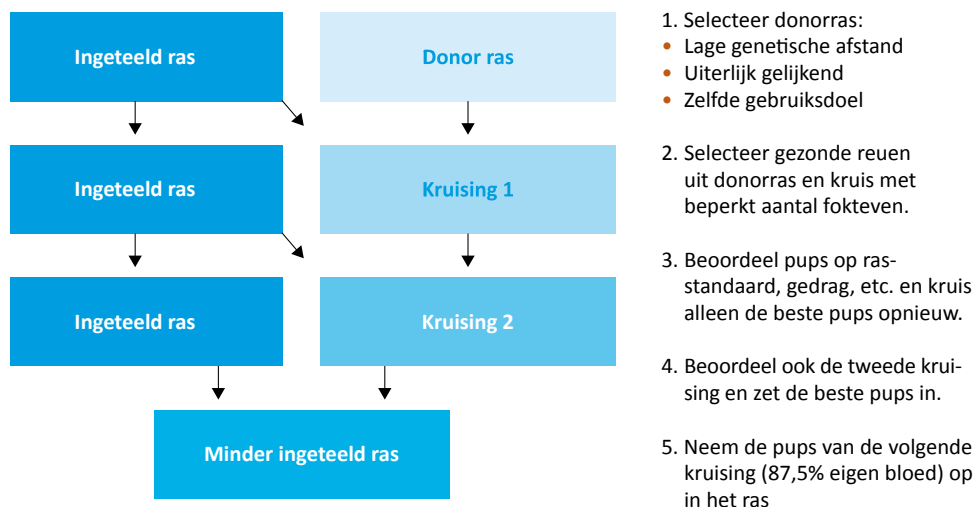 Ingeteeld ras
Donor ras
Ingeteeld ras
Kruising 1
Ingeteeld ras
Kruising 2
Minder ingeteeld ras
1. Selecteer donorras:
• Lage genetische afstand
• Uiterlijk gelijkend
• Zelfde gebruiksdoel
2. Selecteer gezonde reuen
uit donorras en kruis met
beperkt aantal fokteven.
3. Beoordeel pups op ras-
standaard, gedrag, etc. en kruis
alleen de beste pups opnieuw.
4. Beoordeel ook de tweede krui-
sing en zet de beste pups in.
5. Neem de pups van de volgende
kruising (87,5% eigen bloed) op
in het ras